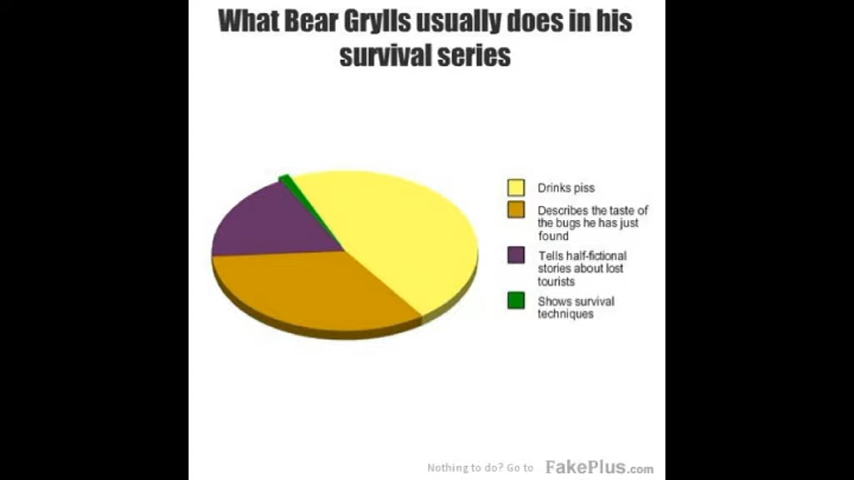 What Bear Grylls usually does in his
survival series
Drinks piss
Describes the taste of
the bugs he has just
found
Tells half-fictional
stories about lost
tourists
Shows survival
techniques
Nothing to do? Go to FakePlus.com